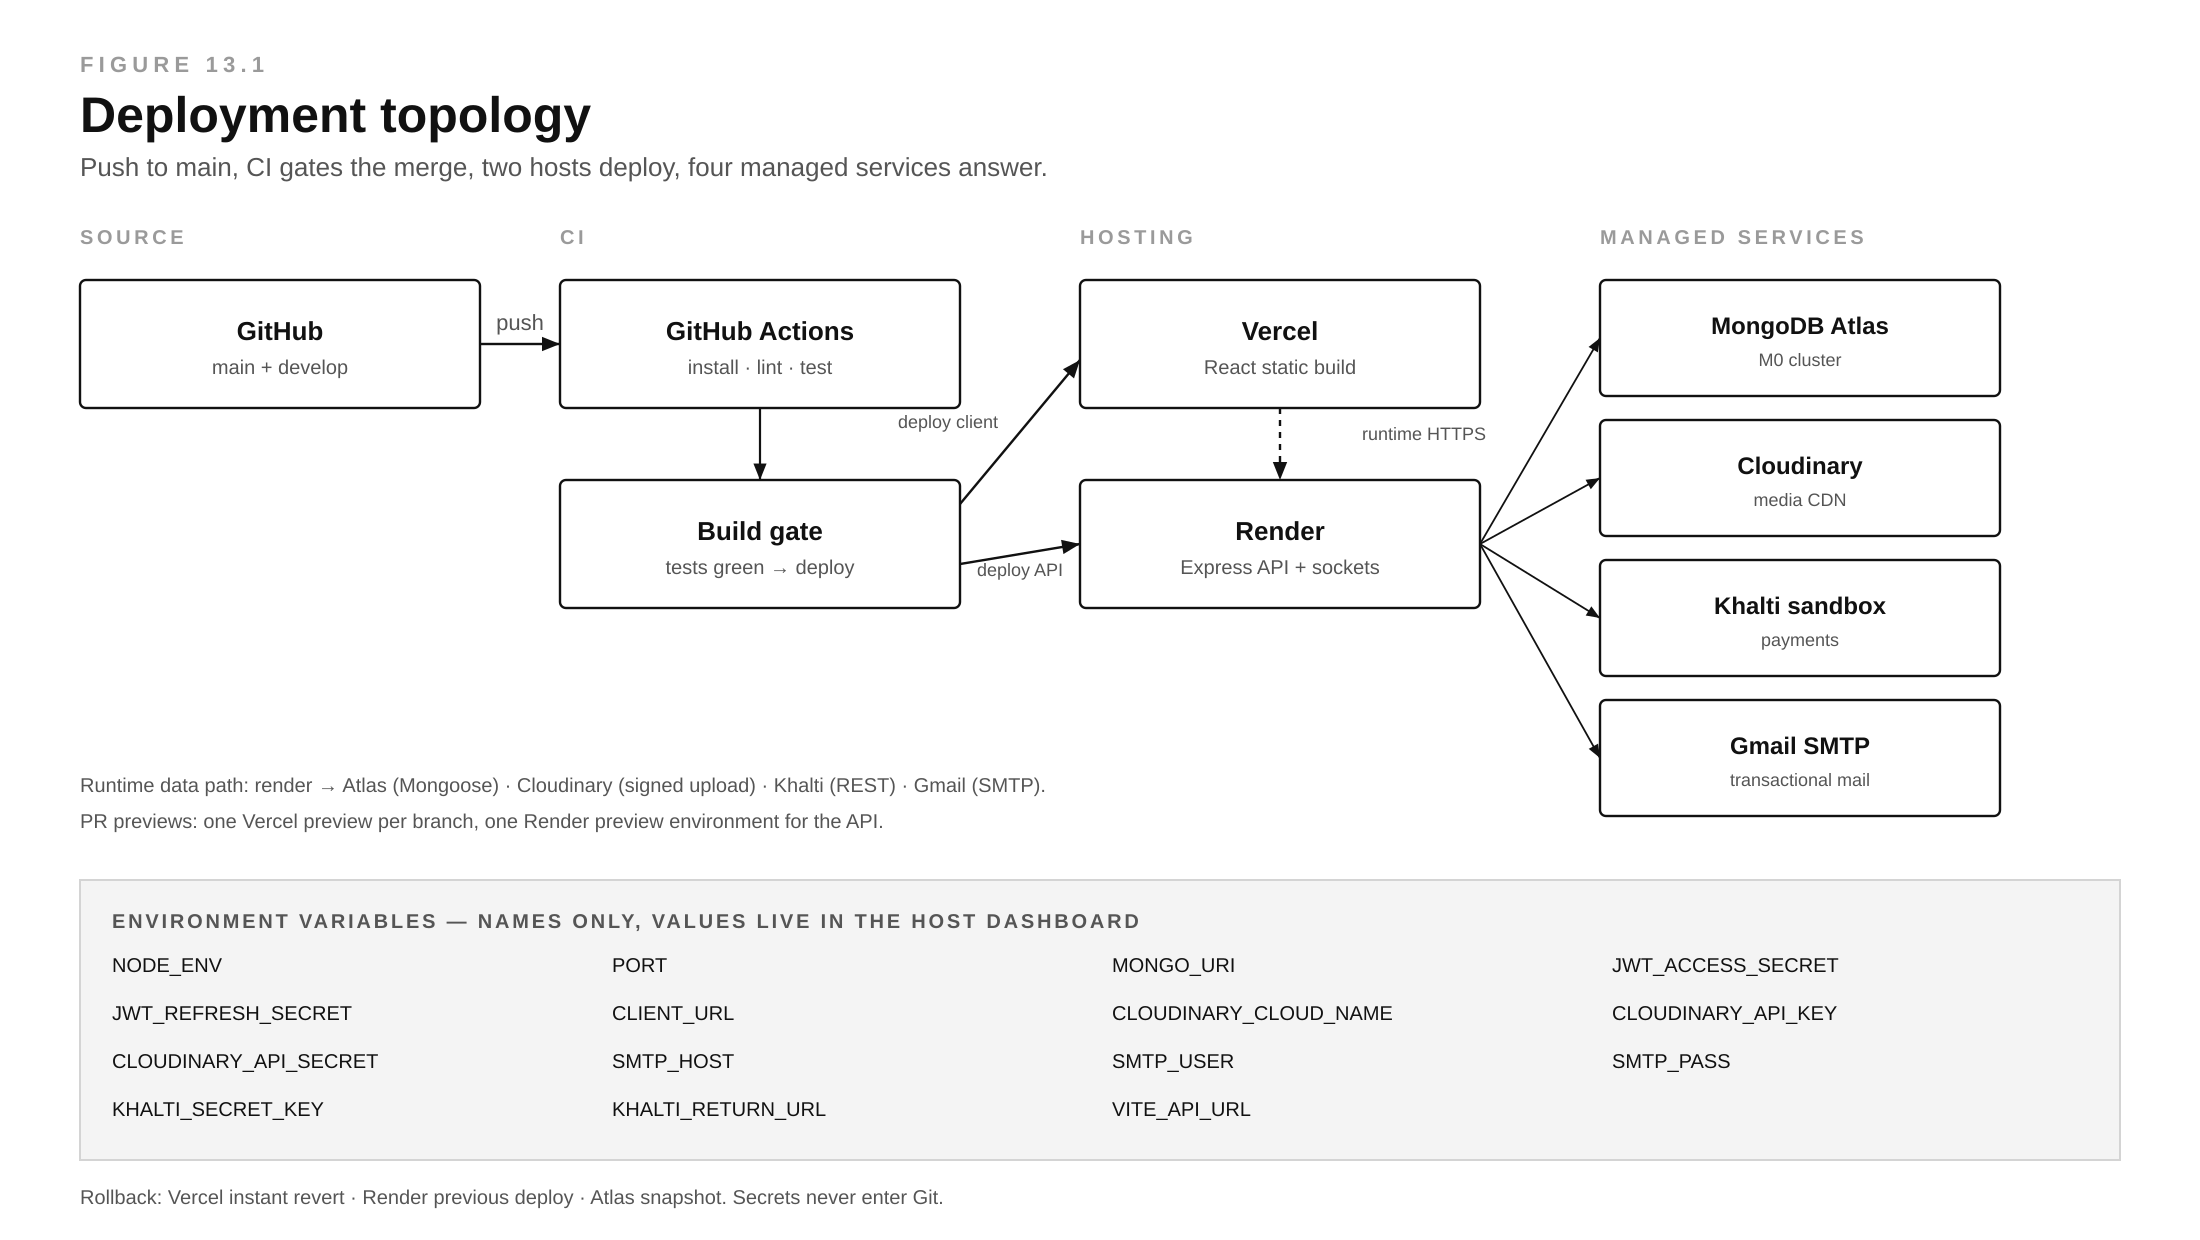 FIGURE 13.1
Deployment topology
Push to main, CI gates the merge, two hosts deploy, four managed services answer.
SOURCE
CI
HOSTING
MANAGED SERVICES
GitHub
main + develop
push
GitHub Actions
install · lint · test
deploy client
Build gate
tests green → deploy
deploy API
Vercel
React static build
runtime HTTPS
Render
Express API + sockets
MongoDB Atlas
M0 cluster
Cloudinary
media CDN
Khalti sandbox
payments
Gmail SMTP
transactional mail
Runtime data path: render → Atlas (Mongoose) · Cloudinary (signed upload) · Khalti (REST) · Gmail (SMTP).
PR previews: one Vercel preview per branch, one Render preview environment for the API.
ENVIRONMENT VARIABLES — NAMES ONLY, VALUES LIVE IN THE HOST DASHBOARD
NODE_ENV
PORT
MONGO_URI
JWT_ACCESS_SECRET
JWT_REFRESH_SECRET
CLIENT_URL
CLOUDINARY_CLOUD_NAME
CLOUDINARY_API_KEY
CLOUDINARY_API_SECRET
SMTP_HOST
SMTP_USER
SMTP_PASS
KHALTI_SECRET_KEY
KHALTI_RETURN_URL
VITE_API_URL
Rollback: Vercel instant revert · Render previous deploy · Atlas snapshot. Secrets never enter Git.